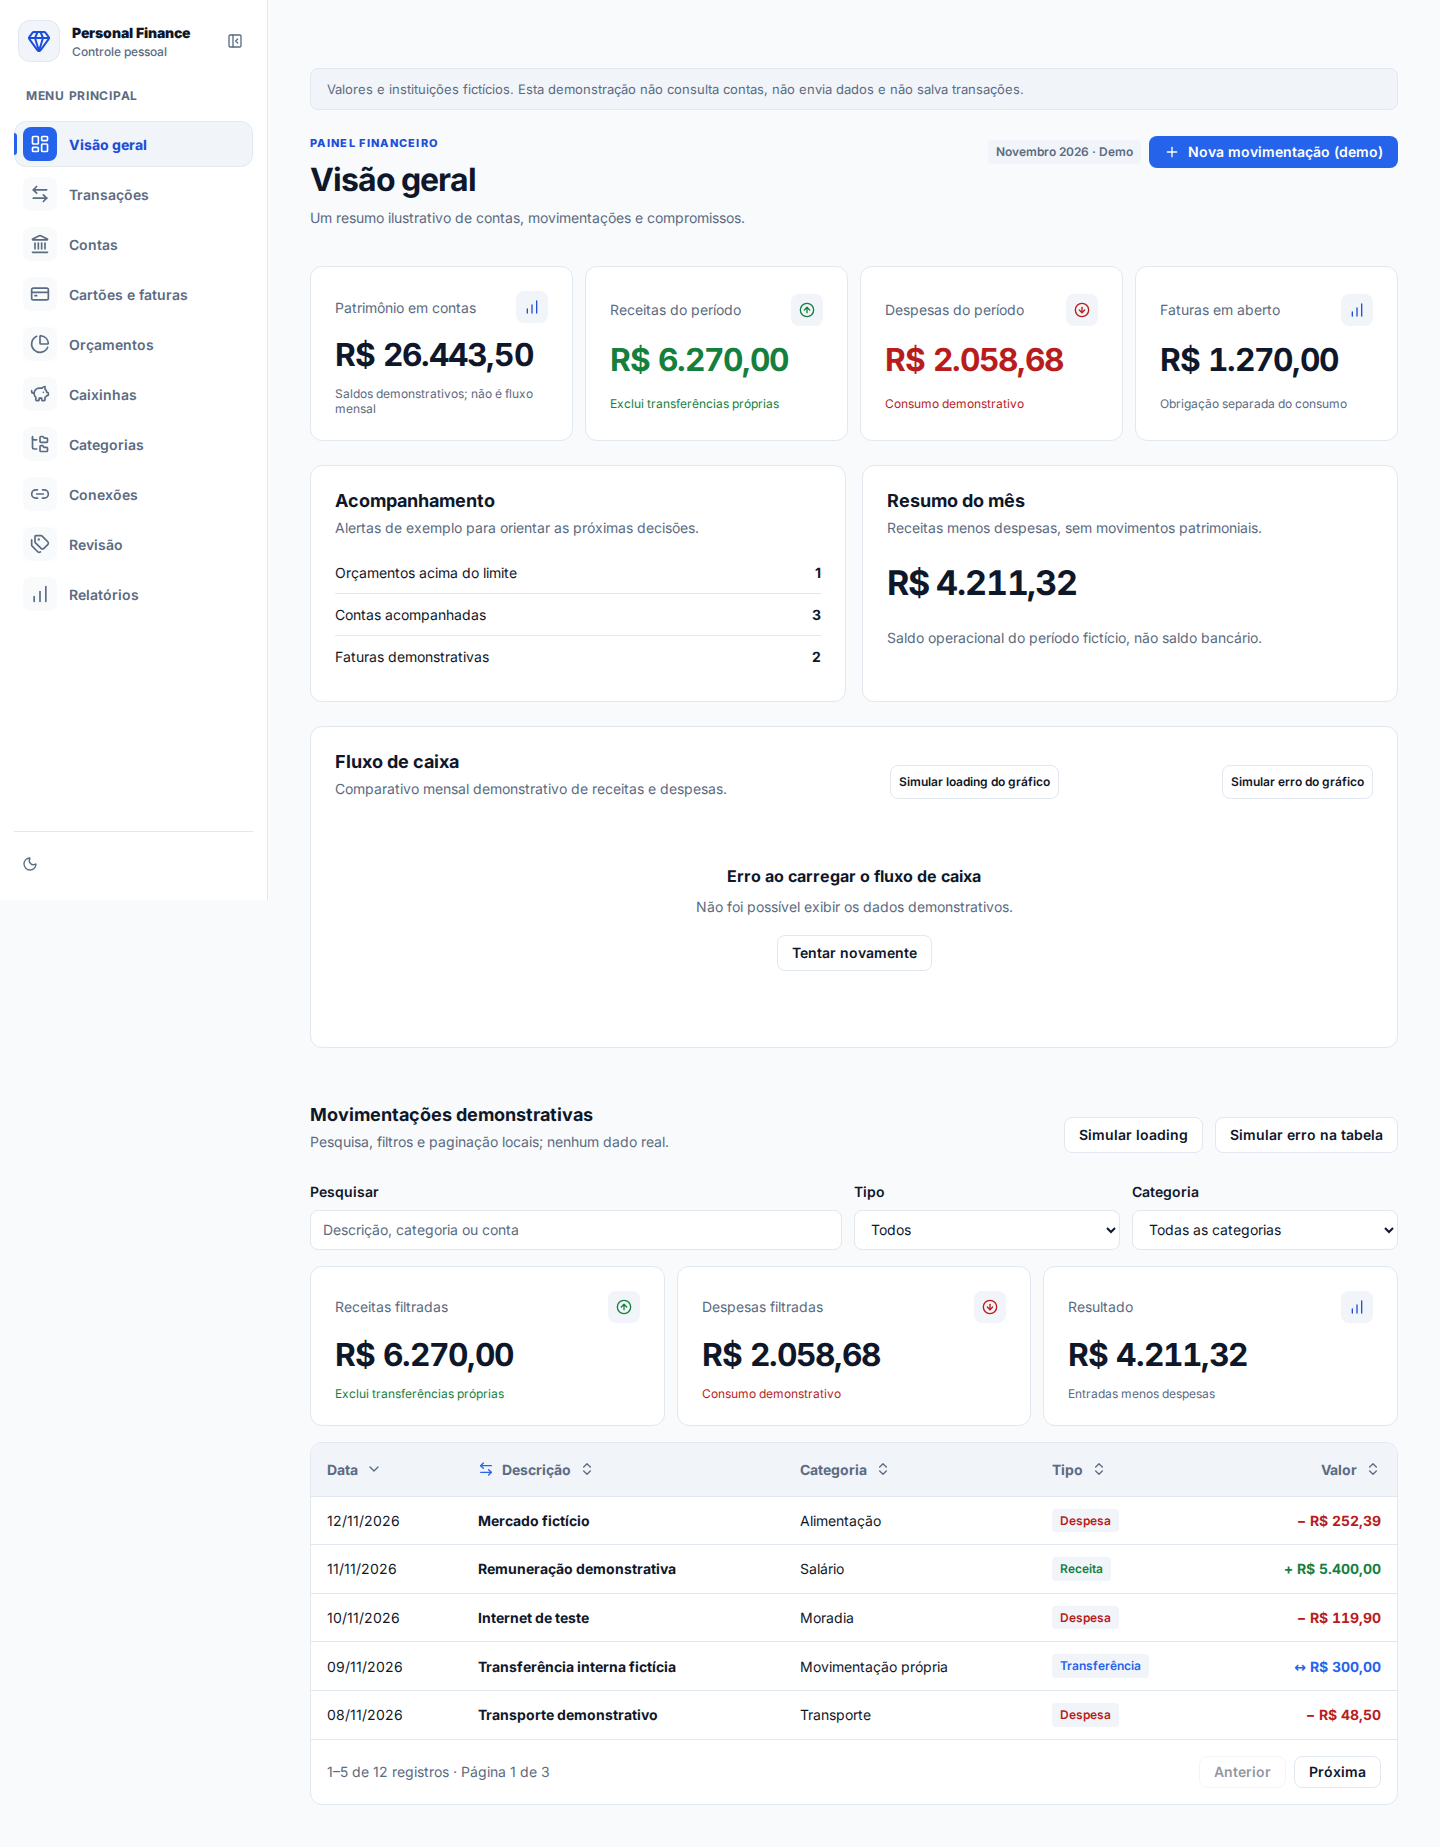 Personal Finance
Controle pessoal
MENU PRINCIPAL
Visão geral
Transações
Contas
Cartões e faturas
Orçamentos
Caixinhas
Categorias
Conexões
Revisão
Relatórios
Valores e instituições fictícios. Esta demonstração não consulta contas, não envia dados e não salva transações.
PAINEL FINANCEIRO
Visão geral
Um resumo ilustrativo de contas, movimentações e compromissos.
Novembro 2026 · Demo
Nova movimentação (demo)
Patrimônio em contas
R$ 26.443,50
Saldos demonstrativos; não é fluxo
mensal
Receitas do período
R$ 6.270,00
Exclui transferências próprias
Despesas do período
R$ 2.058,68
Consumo demonstrativo
Faturas em aberto
R$ 1.270,00
Obrigação separada do consumo
Acompanhamento
Alertas de exemplo para orientar as próximas decisões.
Orçamentos acima do limite 1
Contas acompanhadas 3
Faturas demonstrativas 2
Resumo do mês
Receitas menos despesas, sem movimentos patrimoniais.
R$ 4.211,32
Saldo operacional do período fictício, não saldo bancário.
Fluxo de caixa
Comparativo mensal demonstrativo de receitas e despesas.
Simular loading do gráfico
Simular erro do gráfico
Erro ao carregar o fluxo de caixa
Não foi possível exibir os dados demonstrativos.
Tentar novamente
Movimentações demonstrativas
Pesquisa, filtros e paginação locais; nenhum dado real.
Simular loading
Simular erro na tabela
Pesquisar
Descrição, categoria ou conta
Tipo
Todos
Categoria
Todas as categorias
Receitas filtradas
R$ 6.270,00
Exclui transferências próprias
Despesas filtradas
R$ 2.058,68
Consumo demonstrativo
Resultado
R$ 4.211,32
Entradas menos despesas
Data Descrição Categoria Tipo Valor
12/11/2026 Mercado fictício Alimentação Despesa − R$ 252,39
11/11/2026 Remuneração demonstrativa Salário Receita + R$ 5.400,00
10/11/2026 Internet de teste Moradia Despesa − R$ 119,90
09/11/2026 Transferência interna fictícia Movimentação própria Transferência ↔ R$ 300,00
08/11/2026 Transporte demonstrativo Transporte Despesa − R$ 48,50
1–5 de 12 registros · Página 1 de 3
Anterior
Próxima